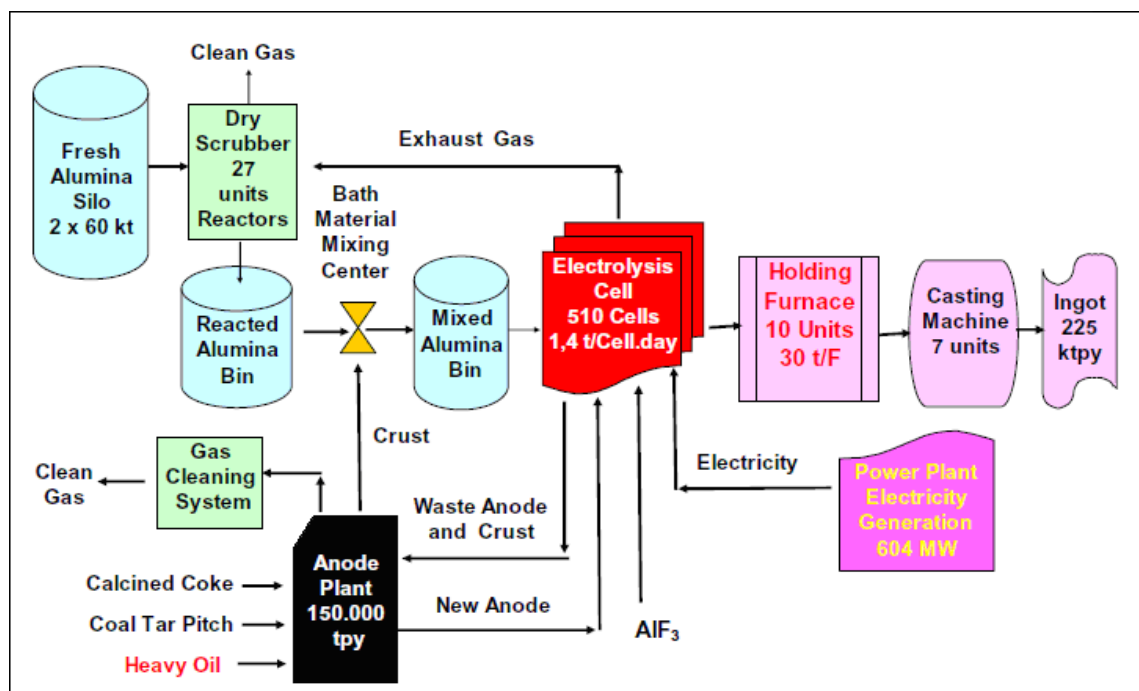 Clean Gas
Fresh
Alumina
Silo
2 x 60 kt
Dry
Scrubber
27
units
Reactors
Exhaust Gas
Bath
Material
Mixing
Center
Reacted
Alumina
Bin
Mixed
Alumina
Bin
Electrolysis
Cell
510 Cells
1,4 t/Cell.day
Holding
Furnace
10 Units
30 t/F
Casting
Machine
7 units
Ingot
225
ktpy
Crust
Gas
Cleaning
System
Clean
Gas
Waste Anode
and Crust
Electricity
Power Plant
Electricity
Generation
604 MW
Anode
Plant
150.000
tpy
Calcined Coke
Coal Tar Pitch
Heavy Oil
New Anode
AlF₃